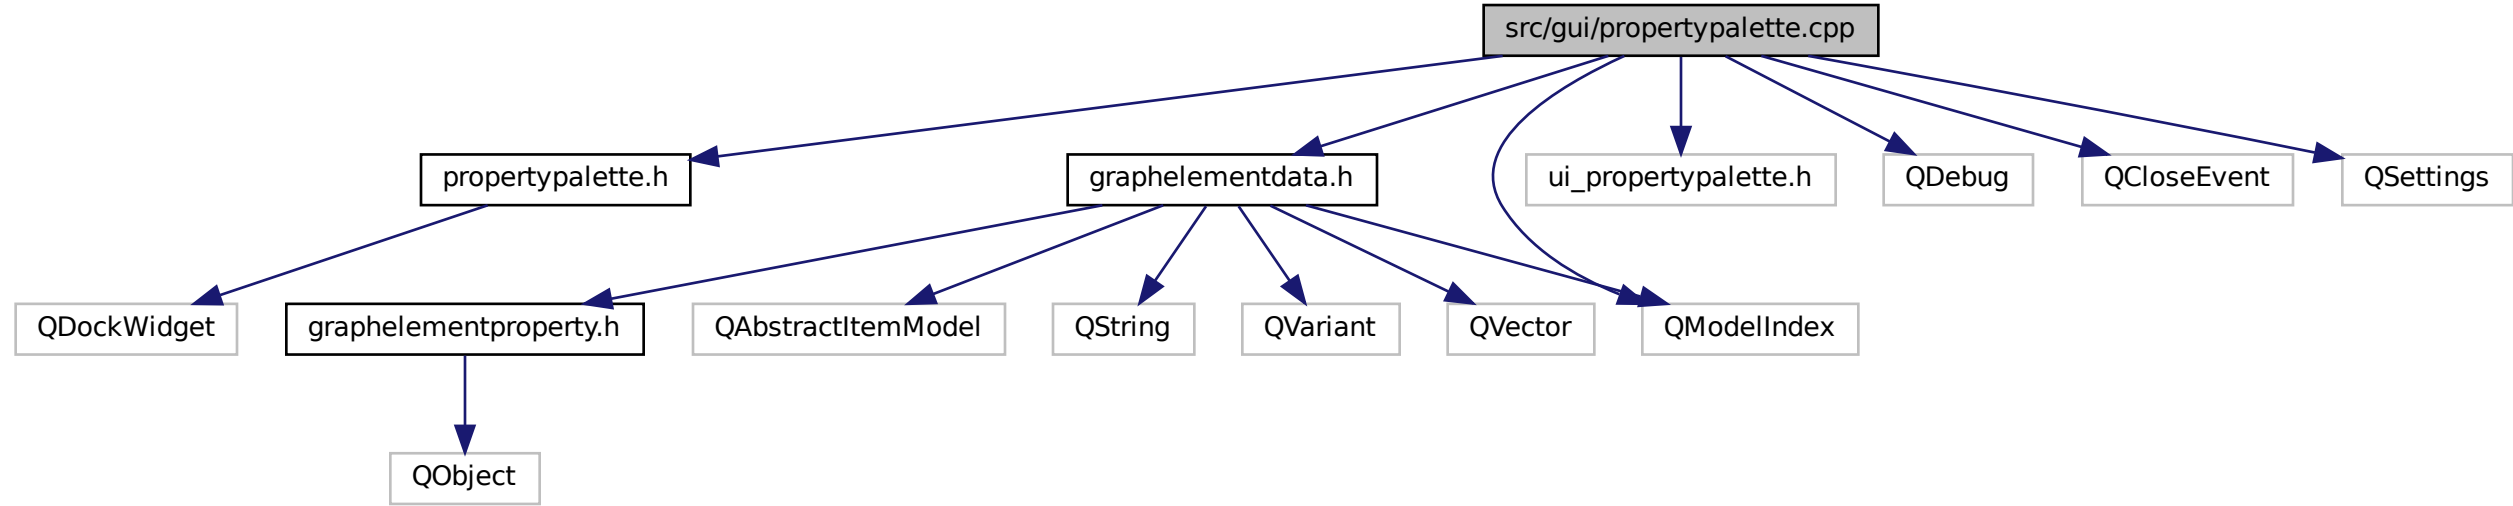 src/gui/propertypalette.cpp
propertypalette.h
graphelementdata.h
ui_propertypalette.h
QDebug
QCloseEvent
QSettings
QDockWidget
graphelementproperty.h
QAbstractItemModel
QString
QVariant
QVector
QModelIndex
QObject